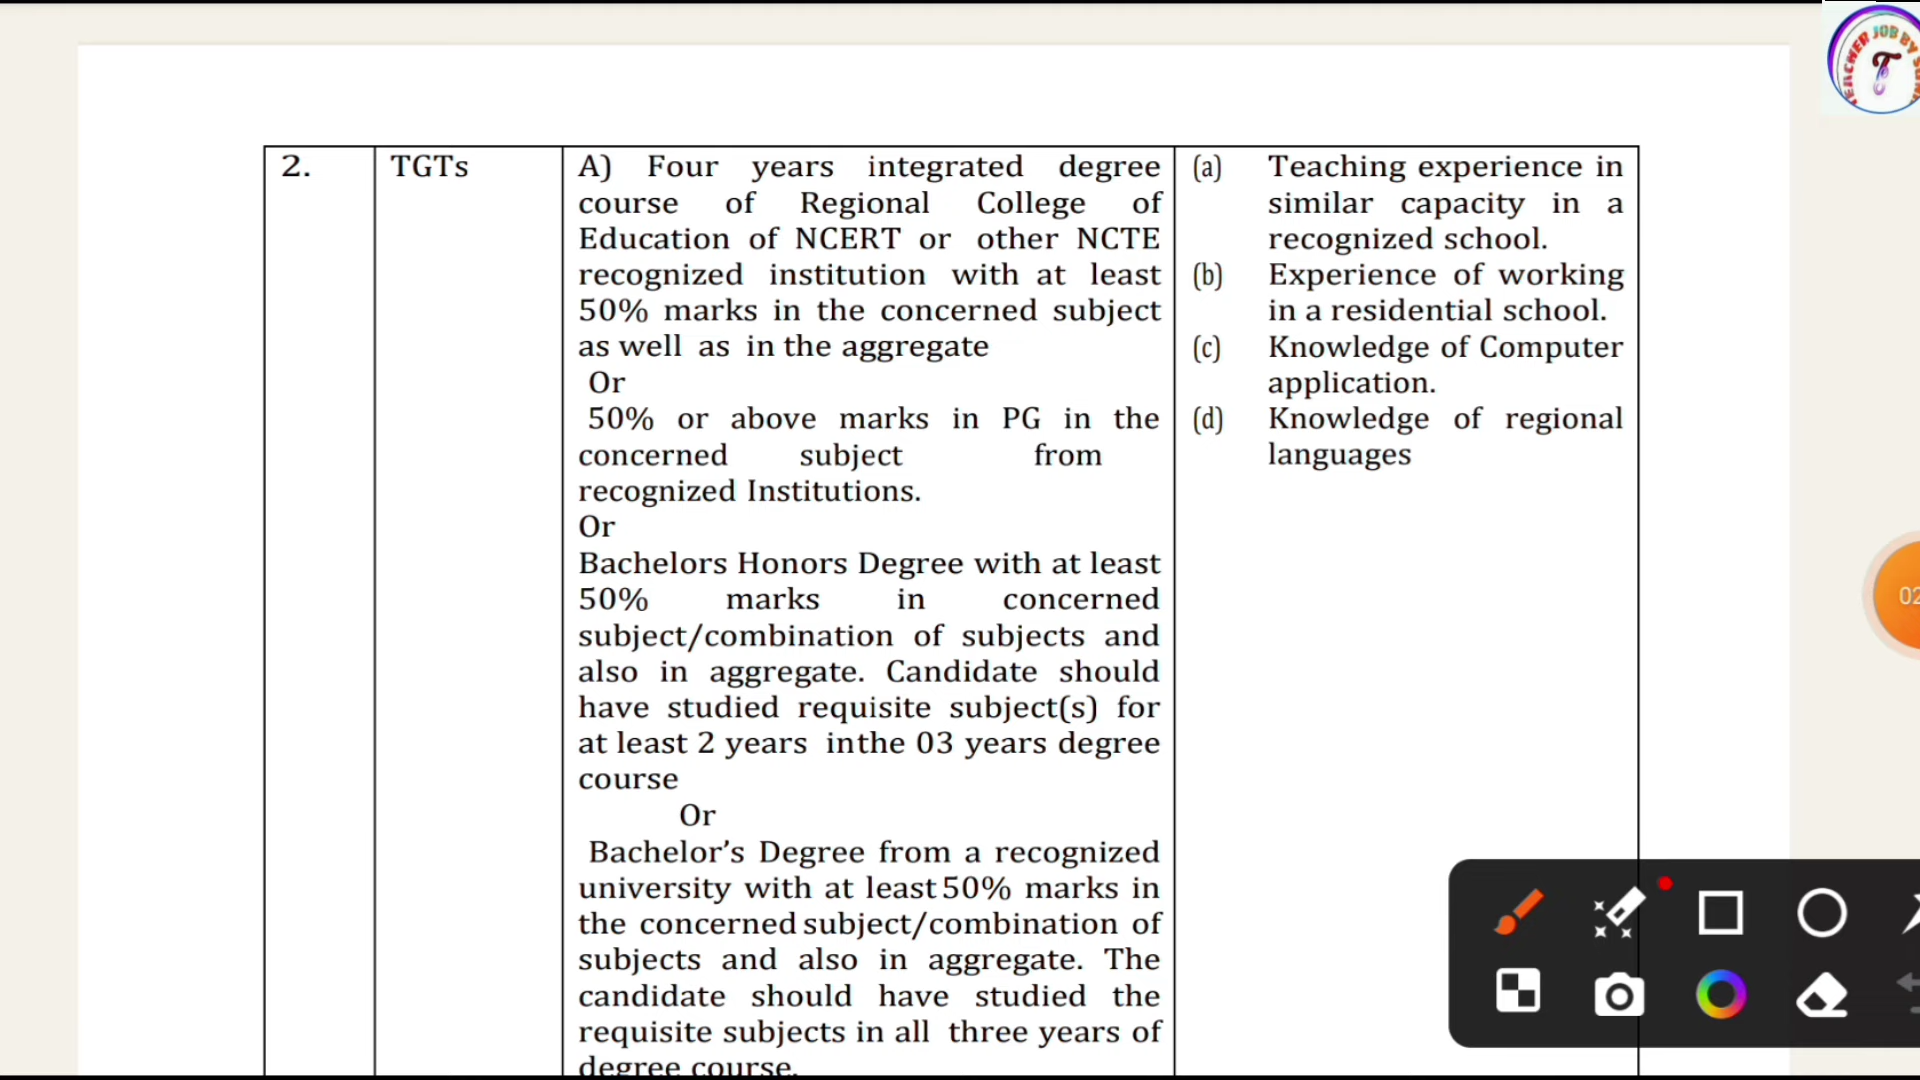 2.
TGTs
A) Four years integrated degree
course of Regional College of
Education of NCERT or other NCTE
recognized institution with at least
50% marks in the concerned subject
as well as in the aggregate
Or
50% or above marks in PG in the
concerned subject from
recognized Institutions.
Or
Bachelors Honors Degree with at least
50% marks in concerned
subject/combination of subjects and
also in aggregate. Candidate should
have studied requisite subject(s) for
at least 2 years inthe 03 years degree
course
Or
Bachelor’s Degree from a recognized
university with at least 50% marks in
the concerned subject/combination of
subjects and also in aggregate. The
candidate should have studied the
requisite subjects in all three years of
degree course.
(a) Teaching experience in
similar capacity in a
recognized school.
(b) Experience of working
in a residential school.
(c) Knowledge of Computer
application.
(d) Knowledge of regional
languages
JOB BY
T
02